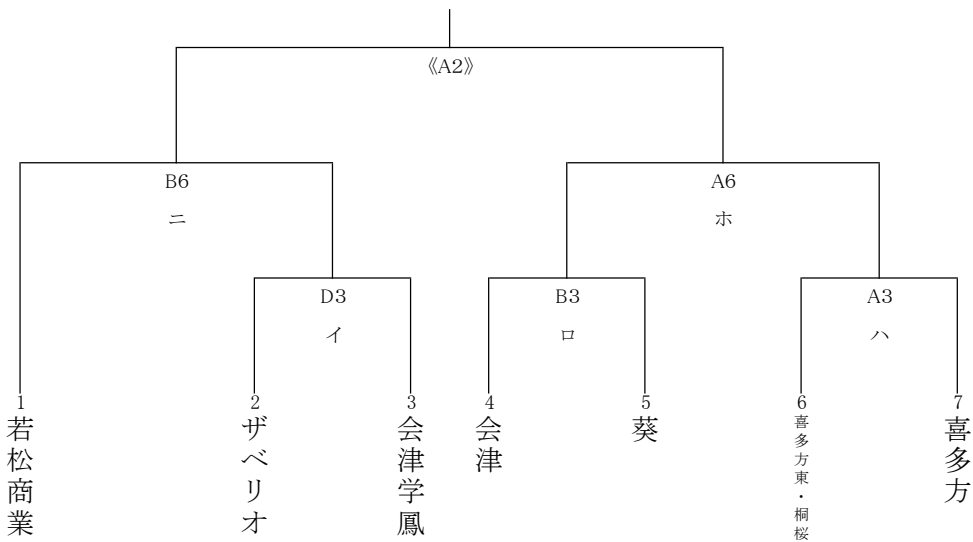 《A2》
B6
ニ
A6
ホ
D3
イ
B3
ロ
A3
ハ
1
若松商業
2
ザベリオ
3
会津学鳳
4
会津
5
葵
6
喜多方東・桐桜
7
喜多方